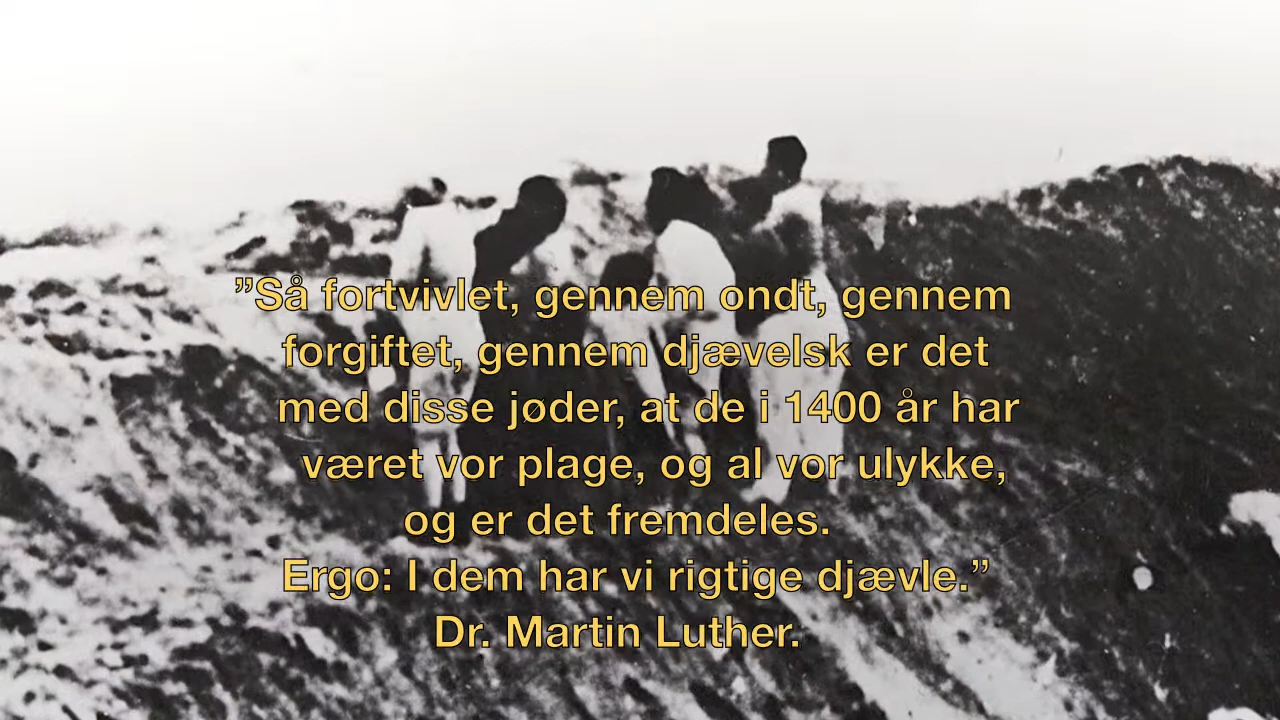 ”Så fortvivlet, gennem ondt, gennem
forgiftet, gennem djævelsk er det
med disse jøder, at de i 1400 år har
været vor plage, og al vor ulykke,
og er det fremdeles.
Ergo: I dem har vi rigtige djævle.”
Dr. Martin Luther.